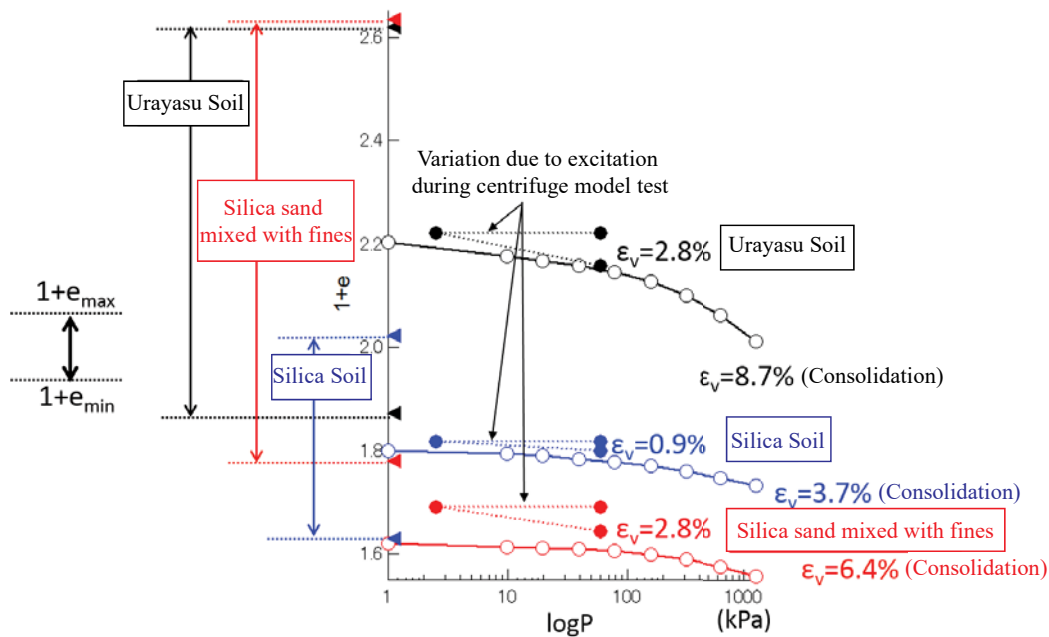 2.6
Urayasu Soil
2.4
Variation due to excitation
during centrifuge model test
Silica sand
mixed with fines
2.2
εv=2.8%
Urayasu Soil
1+e
1+emax
2.0
Silica Soil
εv=8.7% (Consolidation)
1+emin
1.8
εv=0.9%
Silica Soil
εv=3.7% (Consolidation)
εv=2.8%
Silica sand mixed with fines
1.6
εv=6.4% (Consolidation)
1
10
100
1000
logP
(kPa)